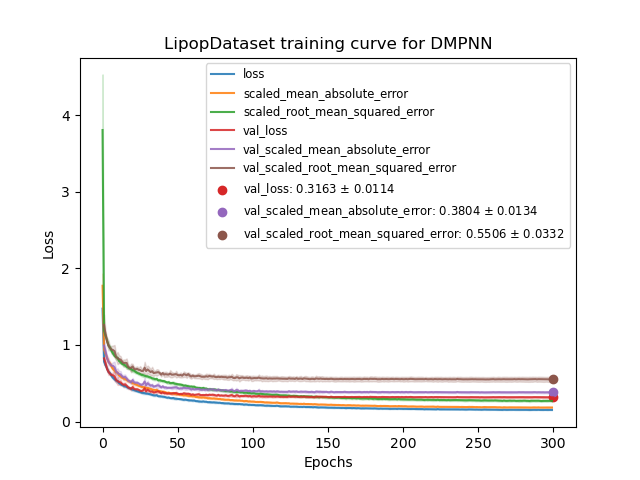 LipopDataset training curve for DMPNN
loss
scaled_mean_absolute_error
scaled_root_mean_squared_error
val_loss
val_scaled_mean_absolute_error
val_scaled_root_mean_squared_error
val_loss: 0.3163 ± 0.0114
val_scaled_mean_absolute_error: 0.3804 ± 0.0134
val_scaled_root_mean_squared_error: 0.5506 ± 0.0332
4
3
2
1
0
Loss
0 50 100 150 200 250 300
Epochs